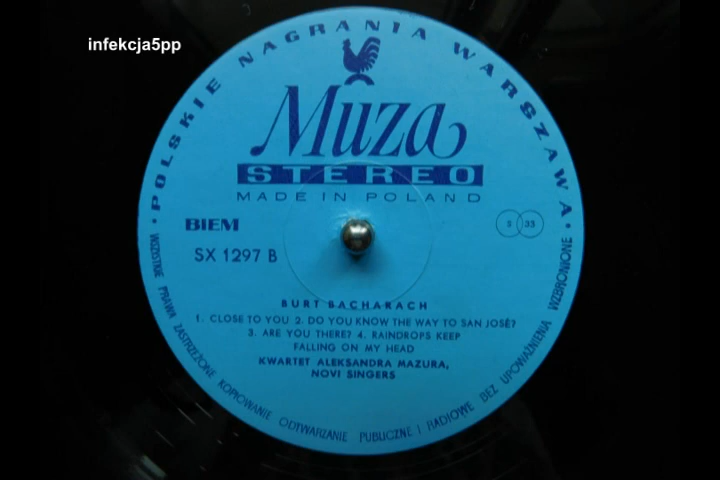 infekcja5pp
· POLSKIE NAGRANIA WARSZAWA ·
Muza
STEREO
MADE IN POLAND
BIEM
S 33
SX 1297 B
BURT BACHARACH
1. CLOSE TO YOU 2. DO YOU KNOW THE WAY TO SAN JOSÉ?
3. ARE YOU THERE? 4. RAINDROPS KEEP
FALLING ON MY HEAD
KWARTET ALEKSANDRA MAZURA,
NOVI SINGERS
WSZYSTKIE PRAWA ZASTRZEŻONE KOPIOWANIE ODTWARZANIE PUBLICZNE I RADIOWE BEZ UPOWAŻNIENIA WZBRONIONE